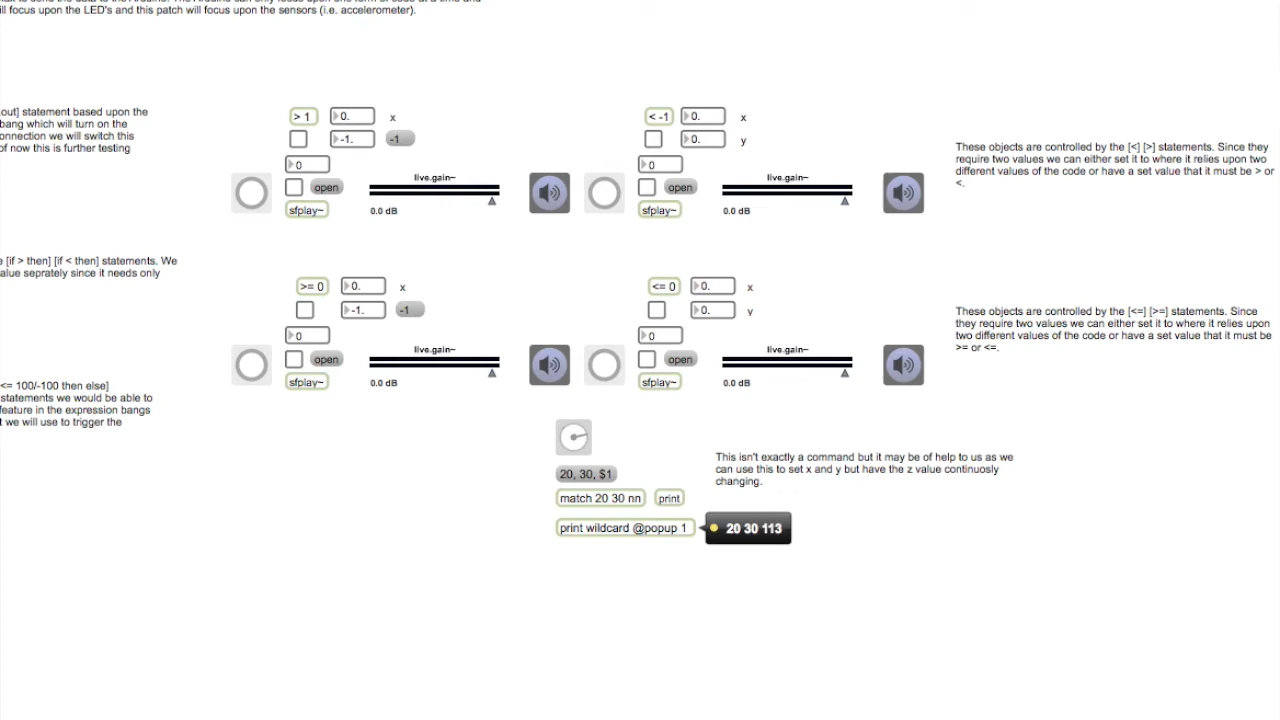 ill focus upon the LED's and this patch will focus upon the sensors (i.e. accelerometer).
out] statement based upon the
bang which will turn on the
onnection we will switch this
of now this is further testing
> 1
0.
x
-1.
-1
0
open
sfplay~
live.gain~
0.0 dB
< -1
0.
x
0.
y
0
open
sfplay~
live.gain~
0.0 dB
These objects are controlled by the [<] [>] statements. Since they
require two values we can either set it to where it relies upon two
different values of the code or have a set value that it must be > or
<.
e [if > then] [if < then] statements. We
alue seprately since it needs only
>= 0
0.
x
-1.
-1
0
open
sfplay~
live.gain~
0.0 dB
<= 0
0.
x
0.
y
0
open
sfplay~
live.gain~
0.0 dB
These objects are controlled by the [<=] [>=] statements. Since
they require two values we can either set it to where it relies upon
two different values of the code or have a set value that it must be
>= or <=.
<= 100/-100 then else]
statements we would be able to
feature in the expression bangs
t we will use to trigger the
20, 30, $1
match 20 30 nn
print
print wildcard @popup 1
20 30 113
This isn't exactly a command but it may be of help to us as we
can use this to set x and y but have the z value continuosly
changing.